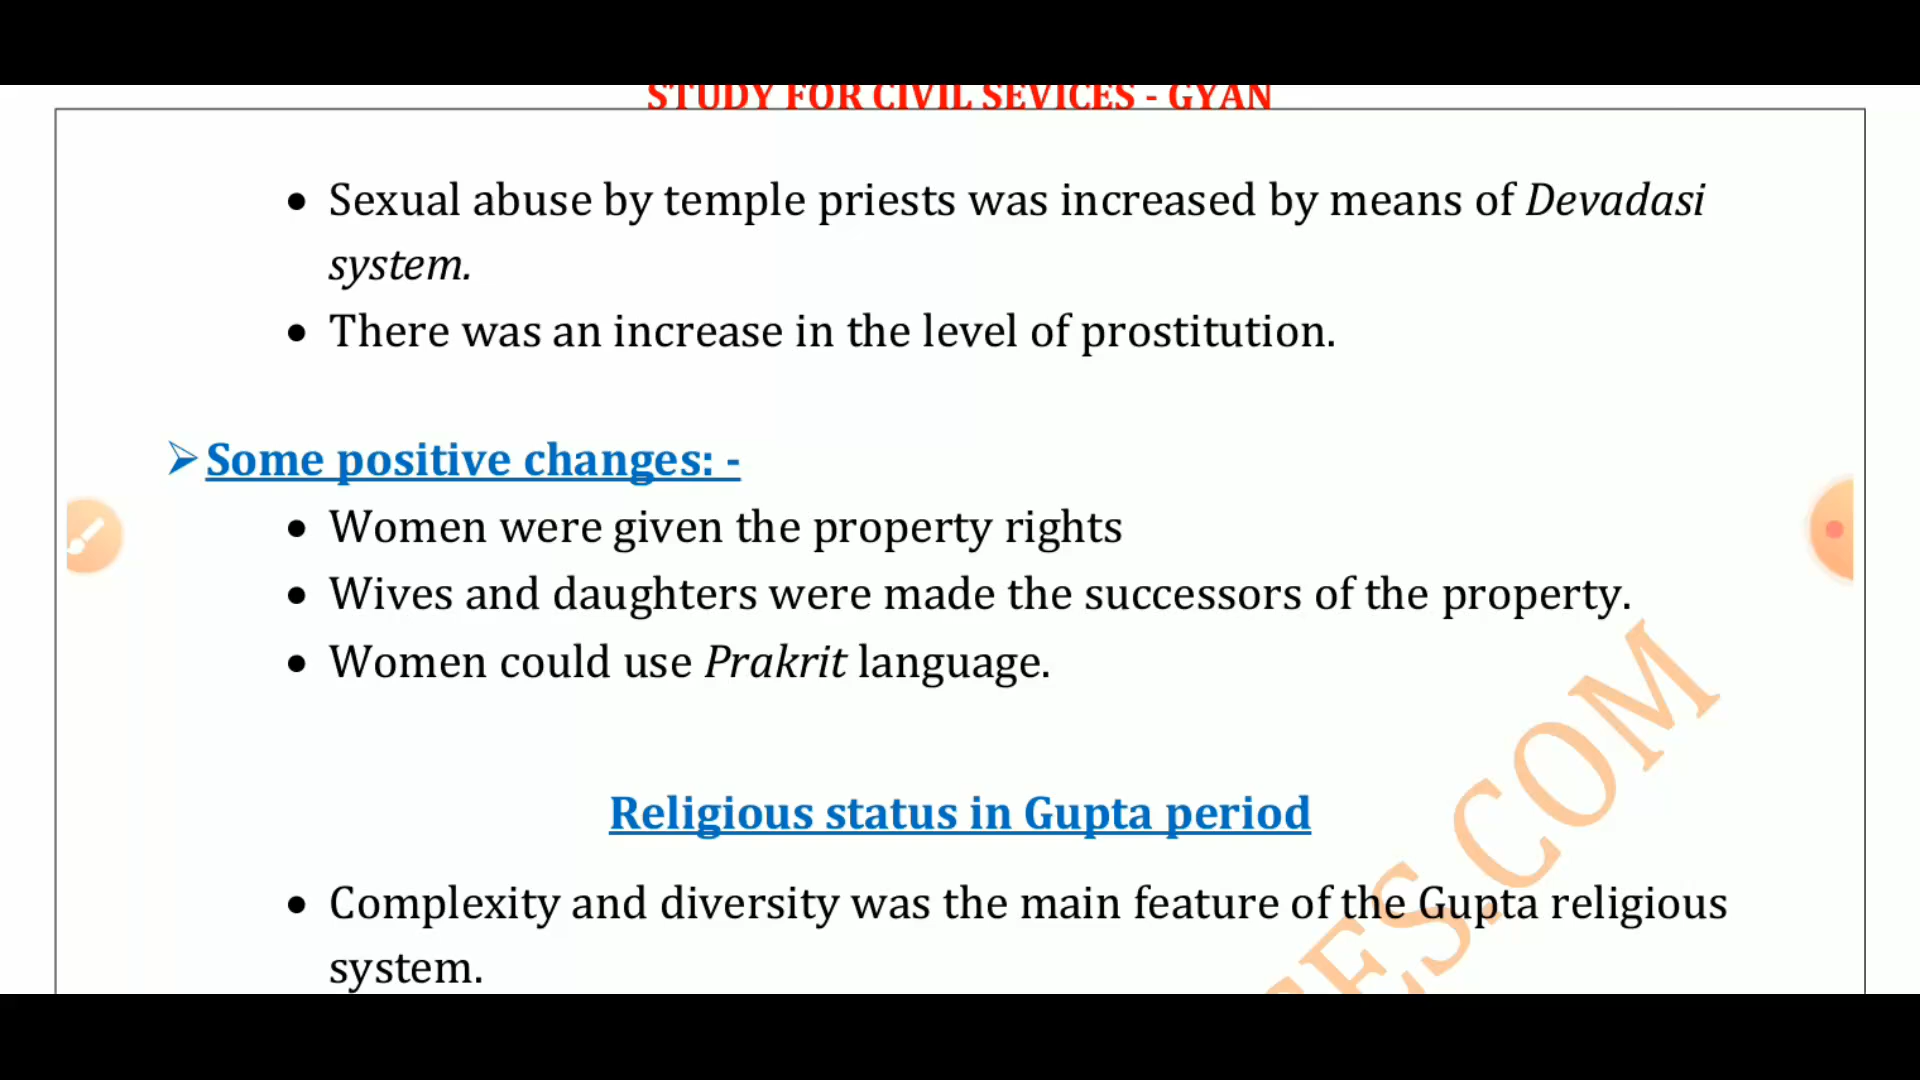 STUDY FOR CIVIL SEVICES - GYAN
• Sexual abuse by temple priests was increased by means of Devadasi
system.
• There was an increase in the level of prostitution.
➢ Some positive changes: -
• Women were given the property rights
• Wives and daughters were made the successors of the property.
• Women could use Prakrit language.
Religious status in Gupta period
• Complexity and diversity was the main feature of the Gupta religious
system.
ES.COM